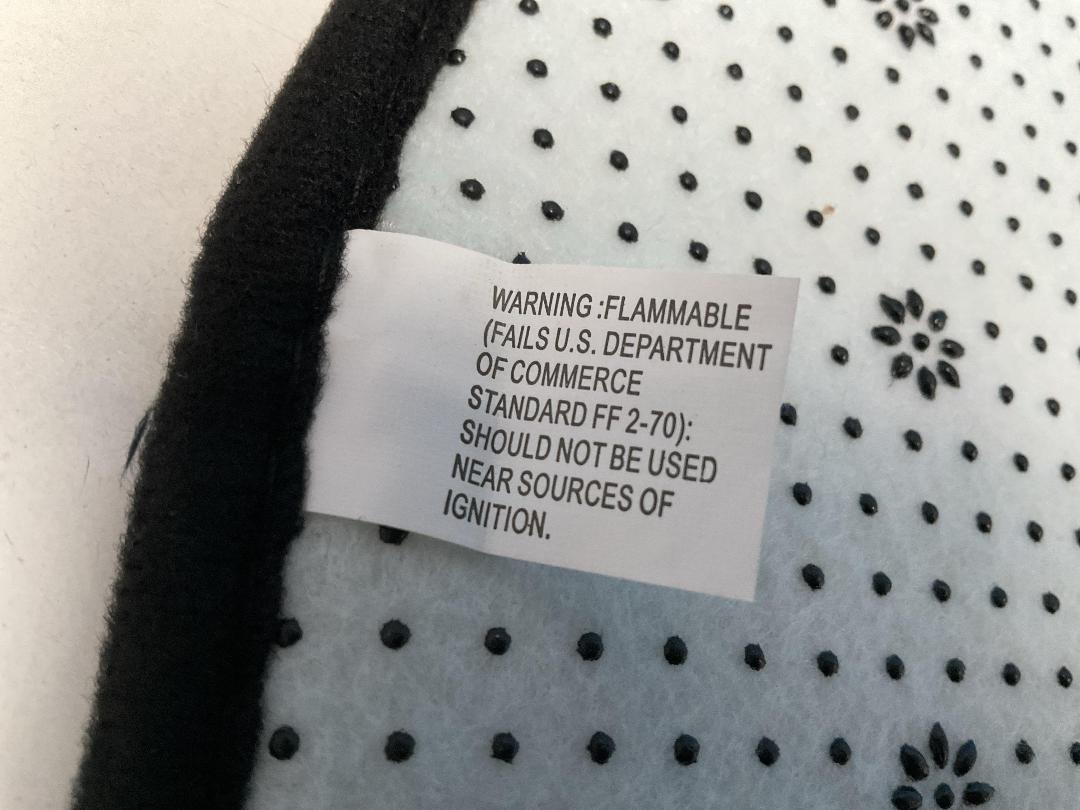 WARNING :FLAMMABLE
(FAILS U.S. DEPARTMENT
OF COMMERCE
STANDARD FF 2-70):
SHOULD NOT BE USED
NEAR SOURCES OF
IGNITION.